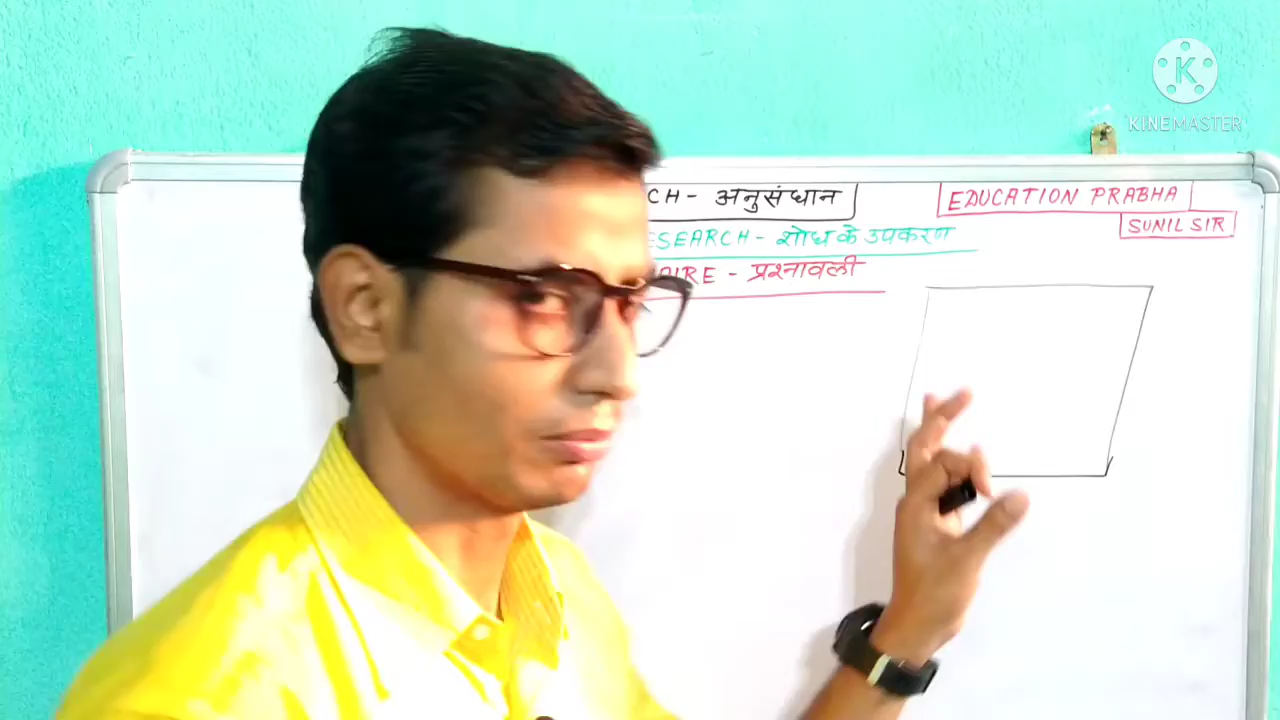 KINEMASTER
CH - अनुसंधान
EDUCATION PRABHA
SUNIL SIR
ESEARCH - शोध के उपकरण
IRE - प्रश्नावली